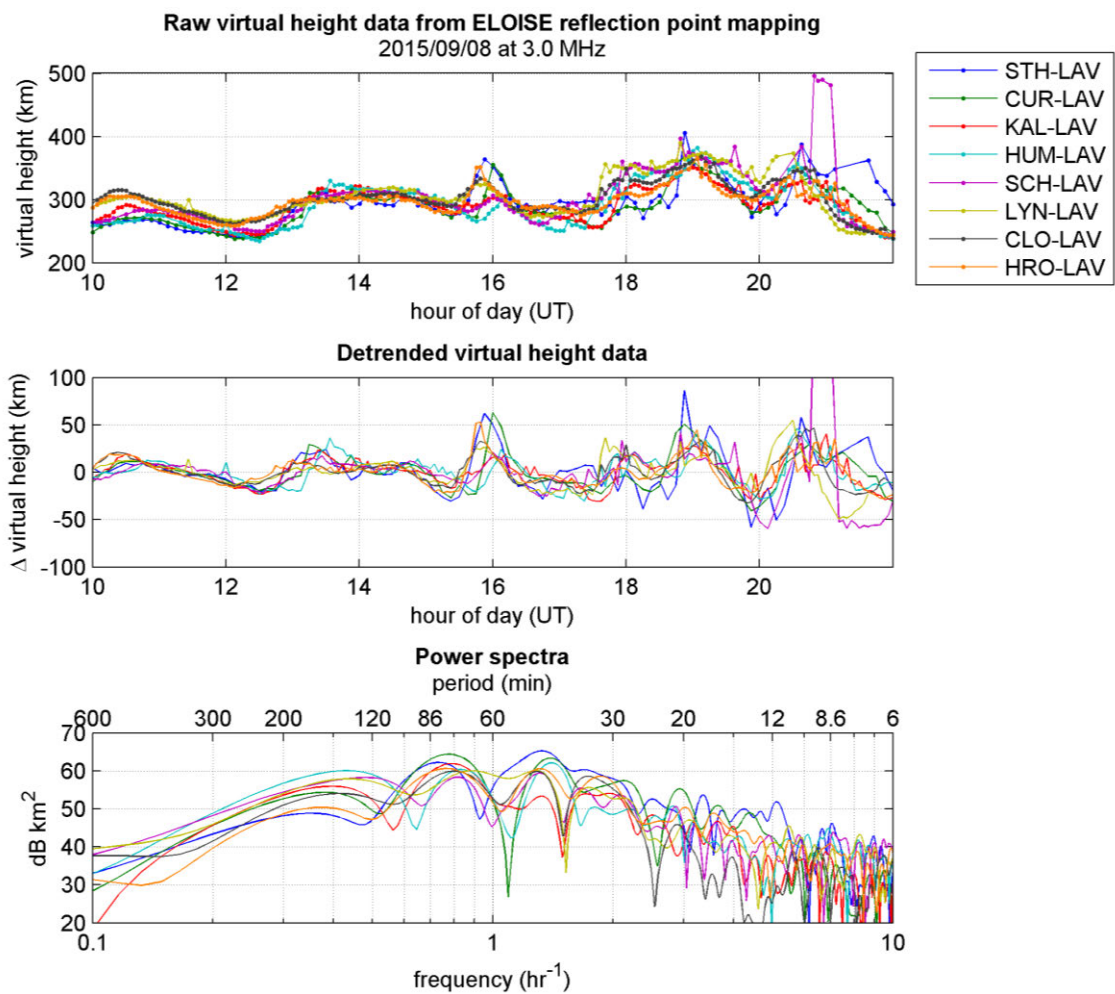 Raw virtual height data from ELOISE reflection point mapping
2015/09/08 at 3.0 MHz
500
400
300
200
virtual height (km)
10 12 14 16 18 20
hour of day (UT)
STH-LAV
CUR-LAV
KAL-LAV
HUM-LAV
SCH-LAV
LYN-LAV
CLO-LAV
HRO-LAV
Detrended virtual height data
100
50
0
-50
-100
Δ virtual height (km)
10 12 14 16 18 20
hour of day (UT)
Power spectra
period (min)
600 300 200 120 86 60 30 20 12 8.6 6
70
60
50
40
30
20
dB km²
0.1 1 10
frequency (hr⁻¹)